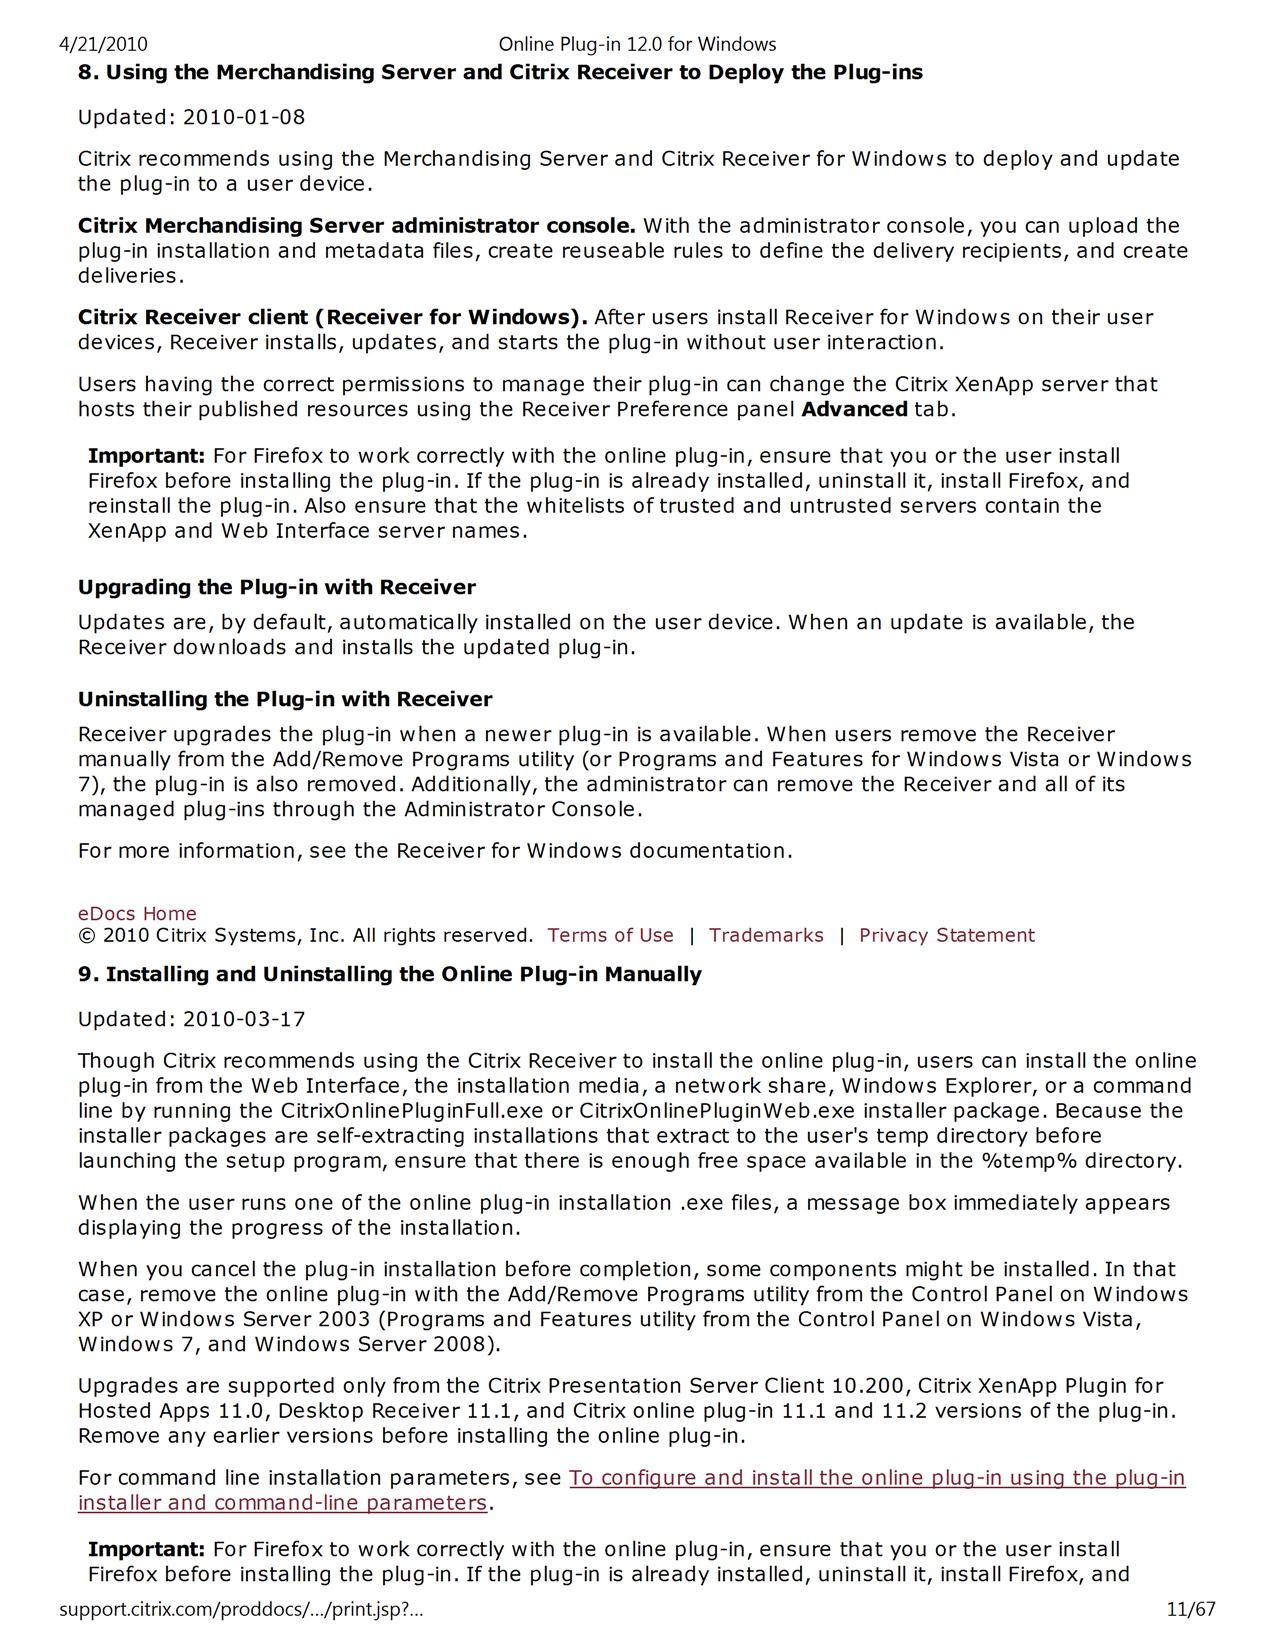 4/21/2010 Online Plug-in 12.0 for Windows
8. Using the Merchandising Server and Citrix Receiver to Deploy the Plug-ins
Updated: 2010-01-08
Citrix recommends using the Merchandising Server and Citrix Receiver for Windows to deploy and update
the plug-in to a user device.
Citrix Merchandising Server administrator console. With the administrator console, you can upload the
plug-in installation and metadata files, create reuseable rules to define the delivery recipients, and create
deliveries.
Citrix Receiver client (Receiver for Windows). After users install Receiver for Windows on their user
devices, Receiver installs, updates, and starts the plug-in without user interaction.
Users having the correct permissions to manage their plug-in can change the Citrix XenApp server that
hosts their published resources using the Receiver Preference panel Advanced tab.
Important: For Firefox to work correctly with the online plug-in, ensure that you or the user install
Firefox before installing the plug-in. If the plug-in is already installed, uninstall it, install Firefox, and
reinstall the plug-in. Also ensure that the whitelists of trusted and untrusted servers contain the
XenApp and Web Interface server names.
Upgrading the Plug-in with Receiver
Updates are, by default, automatically installed on the user device. When an update is available, the
Receiver downloads and installs the updated plug-in.
Uninstalling the Plug-in with Receiver
Receiver upgrades the plug-in when a newer plug-in is available. When users remove the Receiver
manually from the Add/Remove Programs utility (or Programs and Features for Windows Vista or Windows
7), the plug-in is also removed. Additionally, the administrator can remove the Receiver and all of its
managed plug-ins through the Administrator Console.
For more information, see the Receiver for Windows documentation.
eDocs Home
© 2010 Citrix Systems, Inc. All rights reserved. Terms of Use | Trademarks | Privacy Statement
9. Installing and Uninstalling the Online Plug-in Manually
Updated: 2010-03-17
Though Citrix recommends using the Citrix Receiver to install the online plug-in, users can install the online
plug-in from the Web Interface, the installation media, a network share, Windows Explorer, or a command
line by running the CitrixOnlinePluginFull.exe or CitrixOnlinePluginWeb.exe installer package. Because the
installer packages are self-extracting installations that extract to the user's temp directory before
launching the setup program, ensure that there is enough free space available in the %temp% directory.
When the user runs one of the online plug-in installation .exe files, a message box immediately appears
displaying the progress of the installation.
When you cancel the plug-in installation before completion, some components might be installed. In that
case, remove the online plug-in with the Add/Remove Programs utility from the Control Panel on Windows
XP or Windows Server 2003 (Programs and Features utility from the Control Panel on Windows Vista,
Windows 7, and Windows Server 2008).
Upgrades are supported only from the Citrix Presentation Server Client 10.200, Citrix XenApp Plugin for
Hosted Apps 11.0, Desktop Receiver 11.1, and Citrix online plug-in 11.1 and 11.2 versions of the plug-in.
Remove any earlier versions before installing the online plug-in.
For command line installation parameters, see To configure and install the online plug-in using the plug-in
installer and command-line parameters.
Important: For Firefox to work correctly with the online plug-in, ensure that you or the user install
Firefox before installing the plug-in. If the plug-in is already installed, uninstall it, install Firefox, and
support.citrix.com/proddocs/.../print.jsp?... 11/67